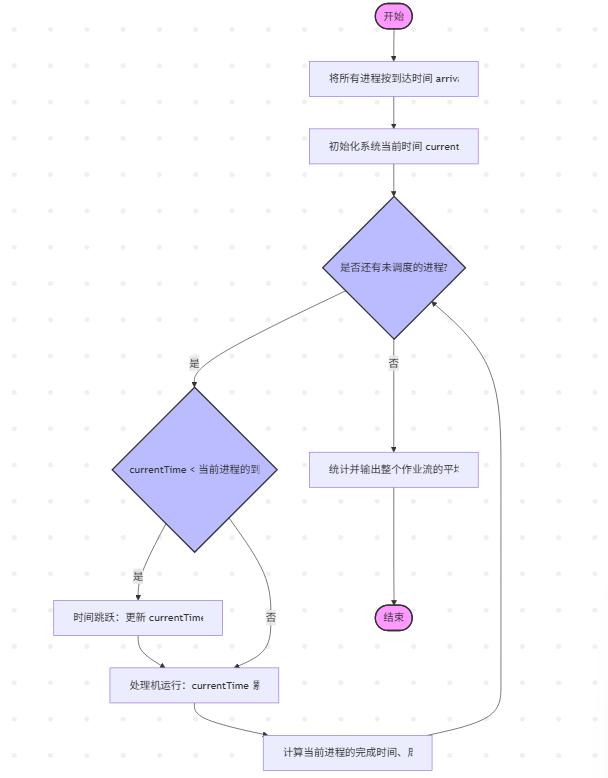 开始
将所有进程按到达时间
初始化系统当前时间 current
是否还有未调度的进程?
是
否
currentTime < 当前进程的到
统计并输出整个作业流的平
是
否
时间跳跃：更新 currentTime
结束
处理机运行：currentTime
计算当前进程的完成时间、